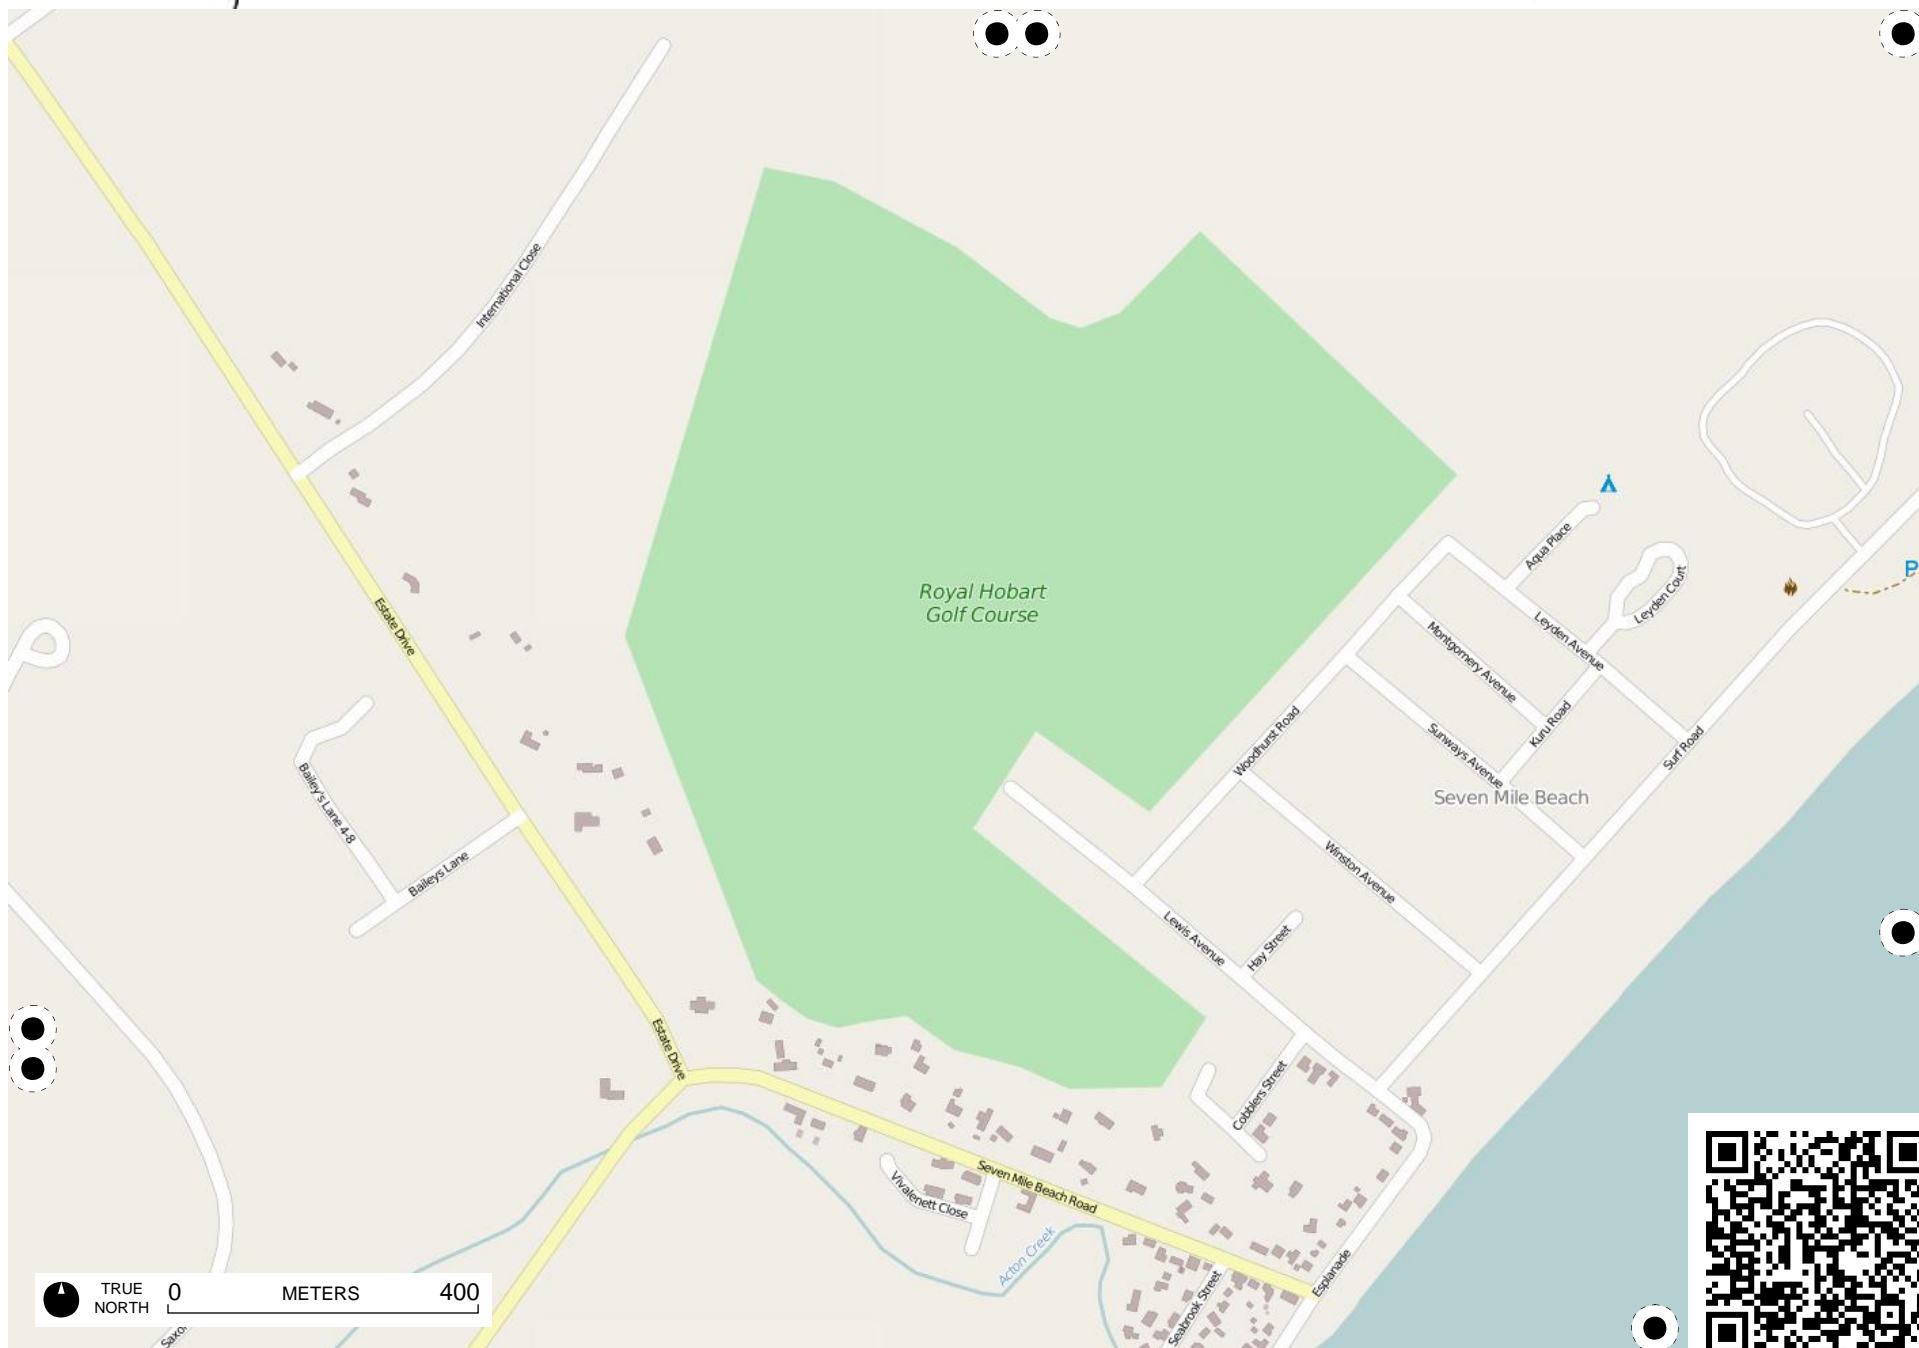 International Close
Estate Drive
Royal Hobart
Golf Course
Aqua Place
Leyden Court
P
Leyden Avenue
Montgomery Avenue
Kuru Road
Sunways Avenue
Woodhurst Road
Surf Road
Seven Mile Beach
Bailey's Lane 4-8
Baileys Lane
Winston Avenue
Lewis Avenue
Hay Street
Estate Drive
Cobblers Street
Seven Mile Beach Road
Vivalenett Close
Acton Creek
Esplanade
Seabrook Street
TRUE
NORTH
0 METERS 400